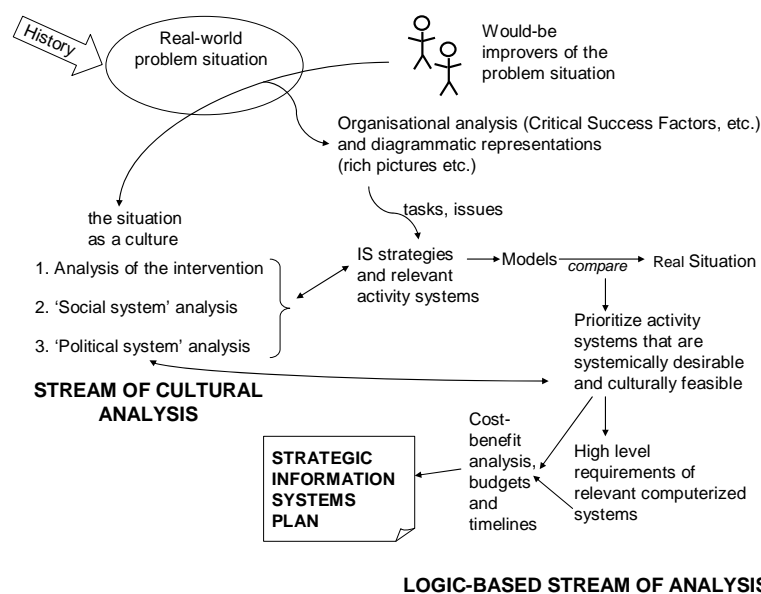 History
Real-world
problem situation
Would-be
improvers of the
problem situation
Organisational analysis (Critical Success Factors, etc.)
and diagrammatic representations
(rich pictures etc.)
tasks, issues
the situation
as a culture
1. Analysis of the intervention
2. ‘Social system’ analysis
3. ‘Political system’ analysis
STREAM OF CULTURAL
ANALYSIS
IS strategies
and relevant
activity systems
Models
compare
Real Situation
Prioritize activity
systems that are
systemically desirable
and culturally feasible
High level
requirements of
relevant computerized
systems
Cost-
benefit
analysis,
budgets
and
timelines
STRATEGIC
INFORMATION
SYSTEMS
PLAN
LOGIC-BASED STREAM OF ANALYSIS